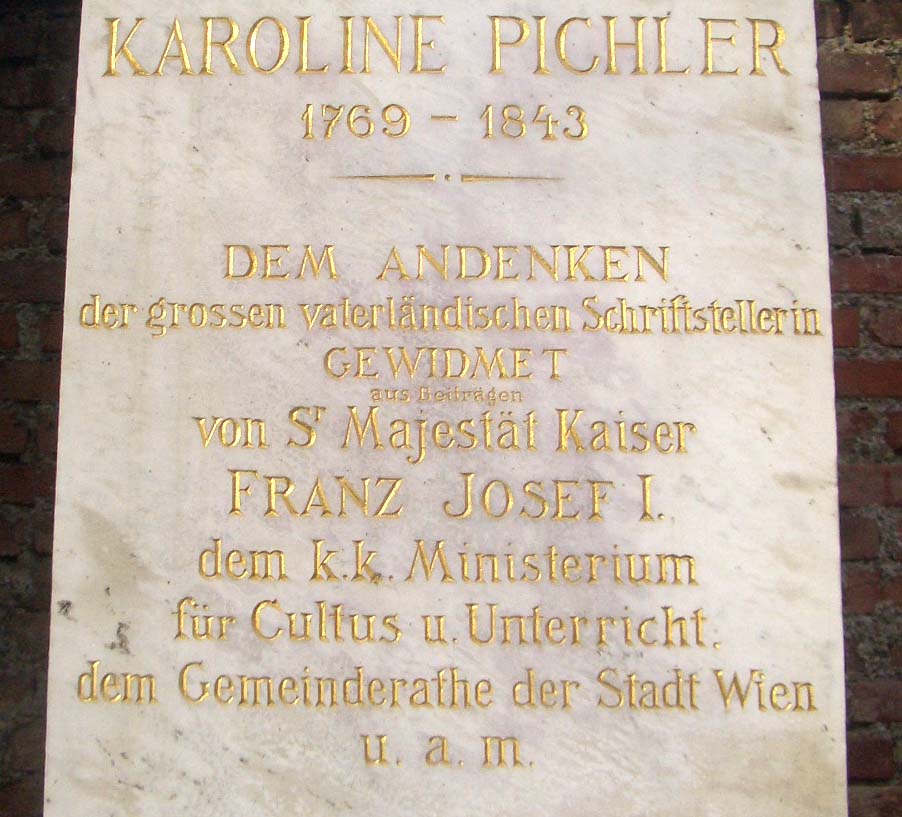 KAROLINE PICHLER
1769 - 1843
DEM ANDENKEN
der grossen vaterländischen Schriftstellerin
GEWIDMET
aus Beiträgen
von Sr Majestät Kaiser
FRANZ JOSEF I.
dem k.k. Ministerium
für Cultus u. Unterricht.
dem Gemeinderathe der Stadt Wien
u. a. m.